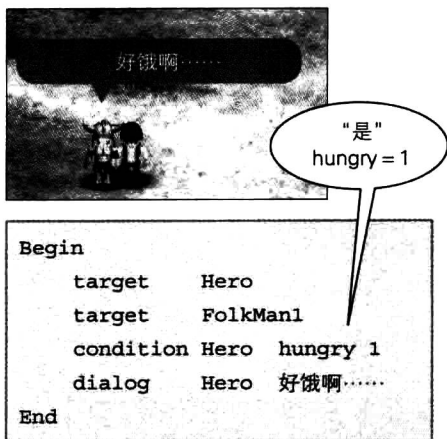 好饿啊……
“是”
hungry = 1
Begin
target Hero
target FolkMan1
condition Hero hungry 1
dialog Hero 好饿啊……
End